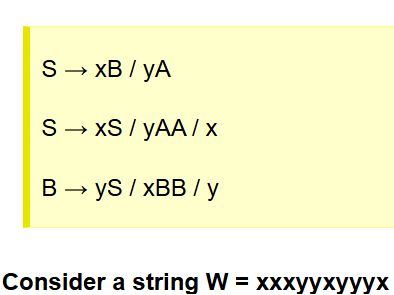 S → xB / yA
S → xS / yAA / x
B → yS / xBB / y
Consider a string W = xxxyyxyyyx